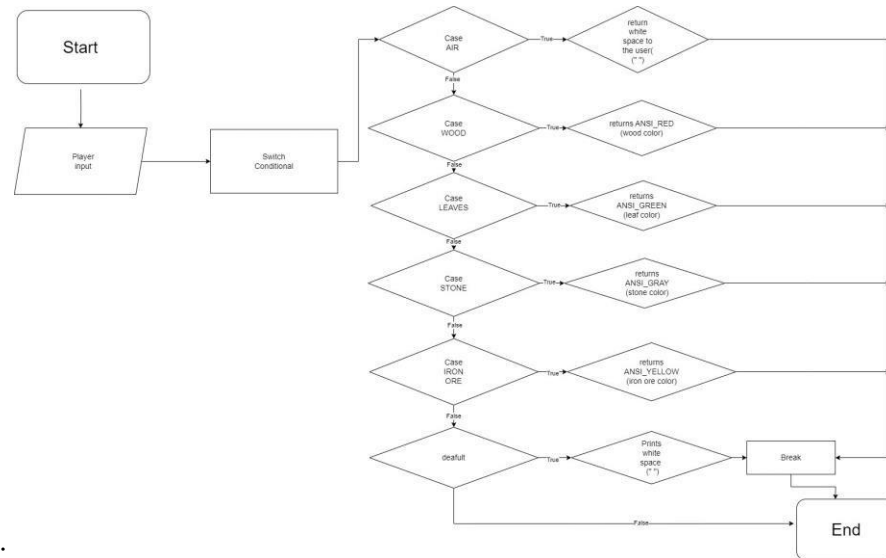 Start
Player
input
Switch
Conditional
Case
AIR
True
return
white
space to
the user(
(" ")
False
Case
WOOD
True
returns ANSI_RED
(wood color)
False
Case
LEAVES
True
returns
ANSI_GREEN
(leaf color)
False
Case
STONE
True
returns
ANSI_GRAY
(stone color)
False
Case
IRON
ORE
True
returns
ANSI_YELLOW
(iron ore color)
False
deafult
True
Prints
white
space
(" ")
Break
False
End
.